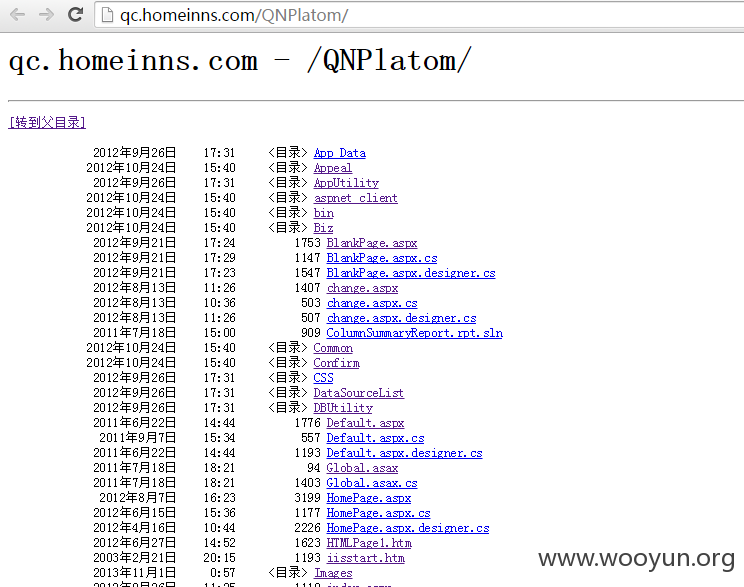 qc.homeinns.com/QNPlatom/
qc.homeinns.com - /QNPlatom/
[转到父目录]
2012年9月26日 17:31 <目录> App_Data
2012年10月24日 15:40 <目录> Appeal
2012年9月26日 17:31 <目录> AppUtility
2012年10月24日 15:40 <目录> aspnet_client
2012年10月24日 15:40 <目录> bin
2012年10月24日 15:40 <目录> Biz
2012年9月21日 17:24 1753 BlankPage.aspx
2012年9月21日 17:29 1147 BlankPage.aspx.cs
2012年9月21日 17:23 1547 BlankPage.aspx.designer.cs
2012年8月13日 11:26 1407 change.aspx
2012年8月13日 10:36 503 change.aspx.cs
2012年8月13日 11:26 507 change.aspx.designer.cs
2011年7月18日 15:00 909 ColumnSummaryReport.rpt.sln
2012年10月24日 15:40 <目录> Common
2012年10月24日 15:40 <目录> Confirm
2012年9月26日 17:31 <目录> CSS
2012年9月26日 17:31 <目录> DataSourceList
2012年9月26日 17:31 <目录> DBUtility
2011年6月22日 14:44 1776 Default.aspx
2011年9月7日 15:34 557 Default.aspx.cs
2011年6月22日 14:44 1193 Default.aspx.designer.cs
2011年7月18日 18:21 94 Global.asax
2011年7月18日 18:21 1403 Global.asax.cs
2012年8月7日 16:23 3199 HomePage.aspx
2012年6月15日 15:36 1177 HomePage.aspx.cs
2012年4月16日 10:44 2226 HomePage.aspx.designer.cs
2012年6月27日 14:52 1623 HTMLPage1.htm
2003年2月21日 20:15 1193 iisstart.htm
2013年11月1日 0:57 <目录> Images
www.wooyun.org